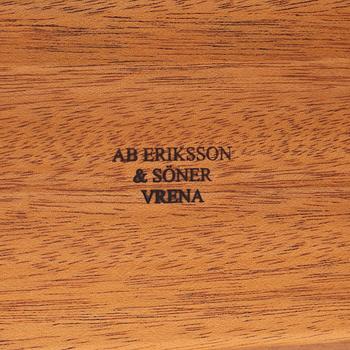 AB ERIKSSON
& SÖNER
VRENA